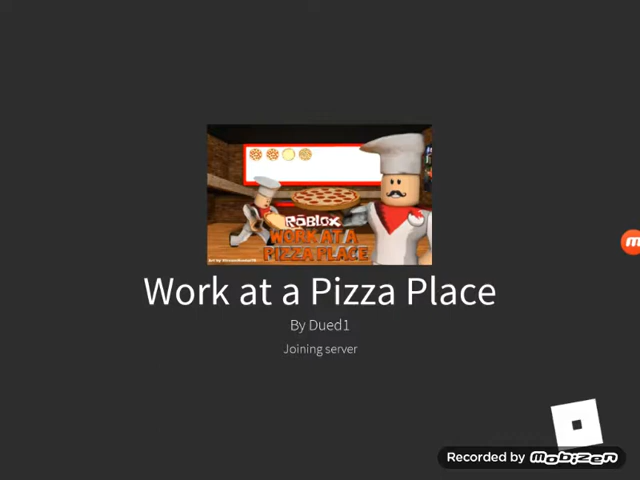 ROBLOX
WORK AT A
PIZZA PLACE
Work at a Pizza Place
By Dued1
Joining server
Recorded by Mobizen